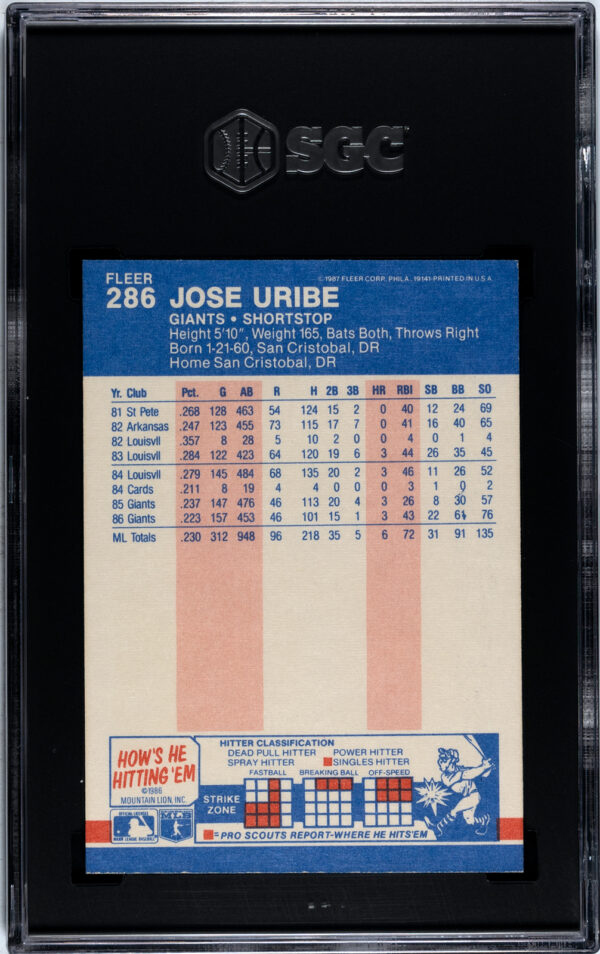 SGC
FLEER
© 1987 FLEER CORP. PHILA. 19141-PRINTED IN U.S.A.
286 JOSE URIBE
GIANTS • SHORTSTOP
Height 5'10", Weight 165, Bats Both, Throws Right
Born 1-21-60, San Cristobal, DR
Home San Cristobal, DR
Yr. Club Pct. G AB R H 2B 3B HR RBI SB BB SO
81 St Pete .268 128 463 54 124 15 2 0 40 12 24 69
82 Arkansas .247 123 455 73 115 17 7 0 41 16 40 65
82 Louisvll .357 8 28 5 10 2 0 0 4 0 1 4
83 Louisvll .284 122 423 64 120 19 6 3 44 26 35 45
84 Louisvll .279 145 484 68 135 20 2 3 46 11 26 52
84 Cards .211 8 19 4 4 0 0 0 3 1 0 2
85 Giants .237 147 476 46 113 20 4 3 26 8 30 57
86 Giants .223 157 453 46 101 15 1 3 43 22 61 76
ML Totals .230 312 948 96 218 35 5 6 72 31 91 135
HOW'S HE
HITTING 'EM
©1986
MOUNTAIN LION, INC.
HITTER CLASSIFICATION
DEAD PULL HITTER POWER HITTER
SPRAY HITTER SINGLES HITTER
FASTBALL BREAKING BALL OFF-SPEED
STRIKE
ZONE
= PRO SCOUTS REPORT-WHERE HE HITS 'EM
OFFICIAL LICENSEE
MAJOR LEAGUE BASEBALL